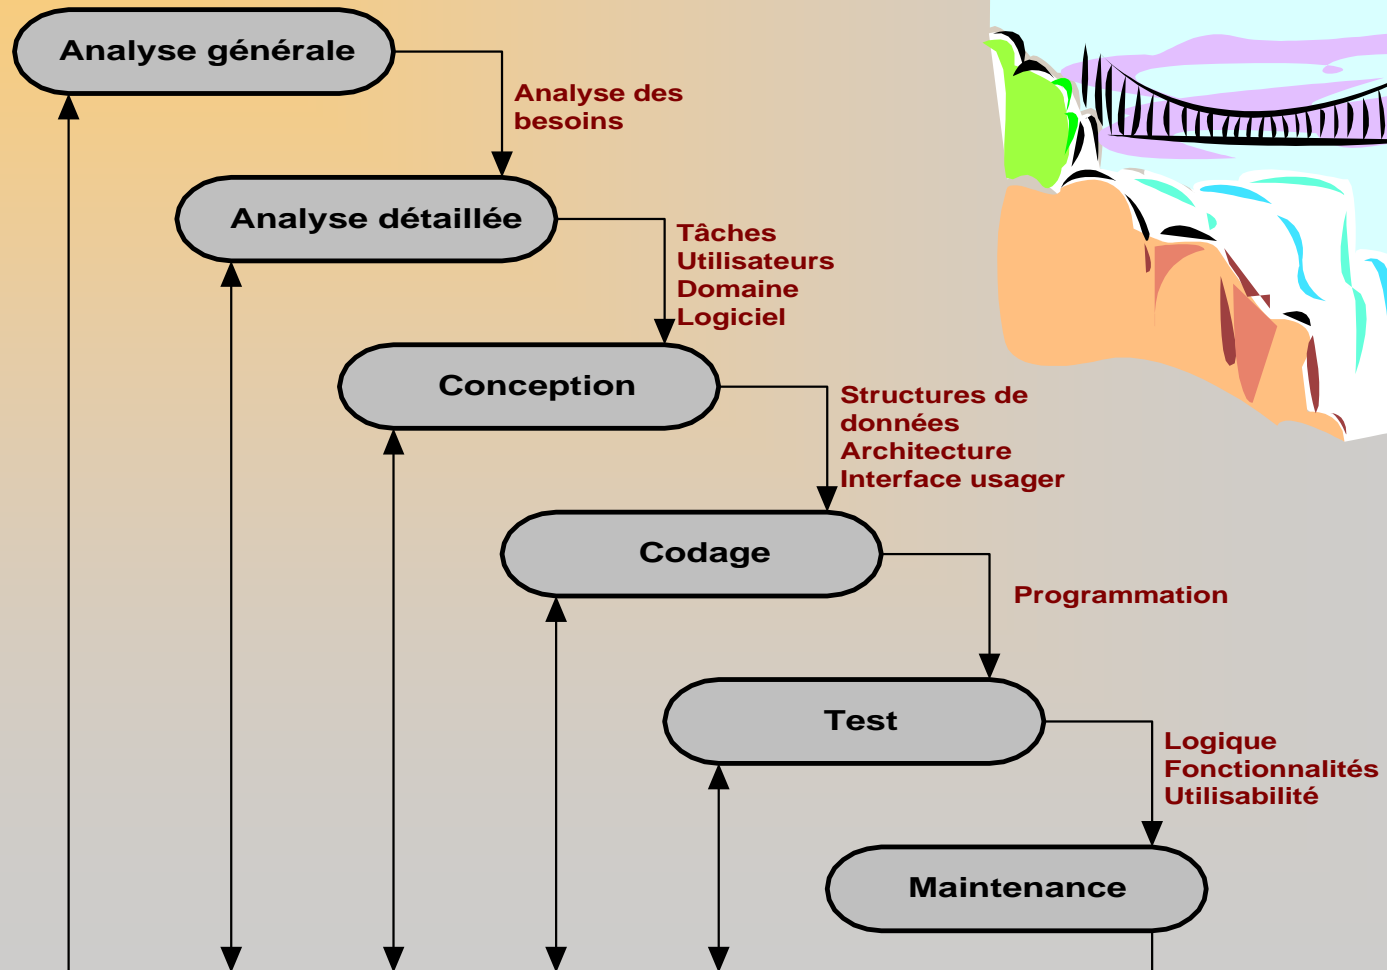 Analyse générale
Analyse des
besoins
Analyse détaillée
Tâches
Utilisateurs
Domaine
Logiciel
Conception
Structures de
données
Architecture
Interface usager
Codage
Programmation
Test
Logique
Fonctionnalités
Utilisabilité
Maintenance